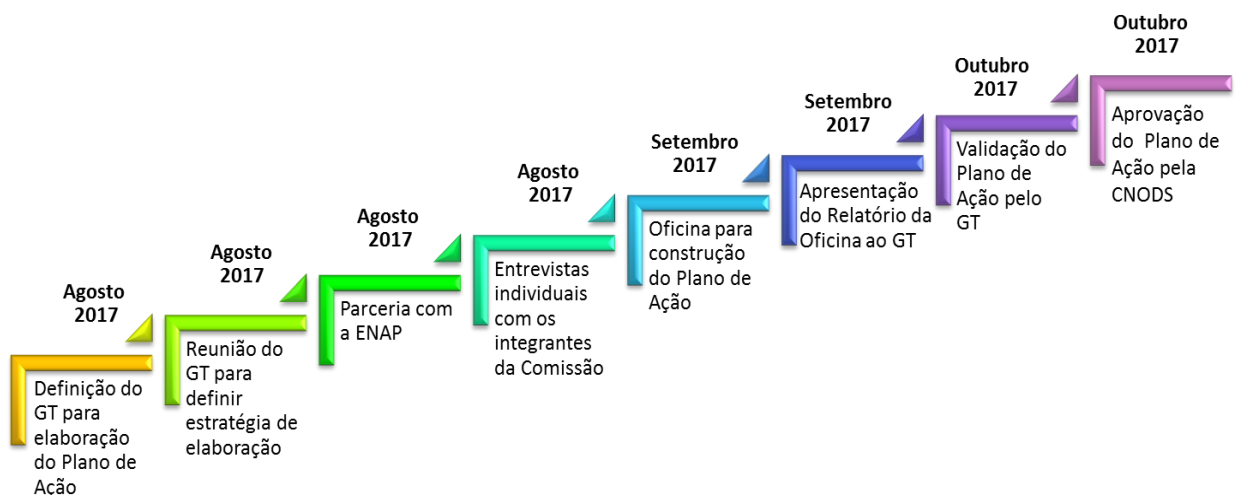 Agosto
2017
Definição do
GT para
elaboração
do Plano de
Ação
Agosto
2017
Reunião do
GT para
definir
estratégia de
elaboração
Agosto
2017
Parceria com
a ENAP
Agosto
2017
Entrevistas
individuais
com os
integrantes
da Comissão
Setembro
2017
Oficina para
construção
do Plano de
Ação
Setembro
2017
Apresentação
do Relatório da
Oficina ao GT
Outubro
2017
Validação do
Plano de
Ação pelo
GT
Outubro
2017
Aprovação
do Plano de
Ação pela
CNODS